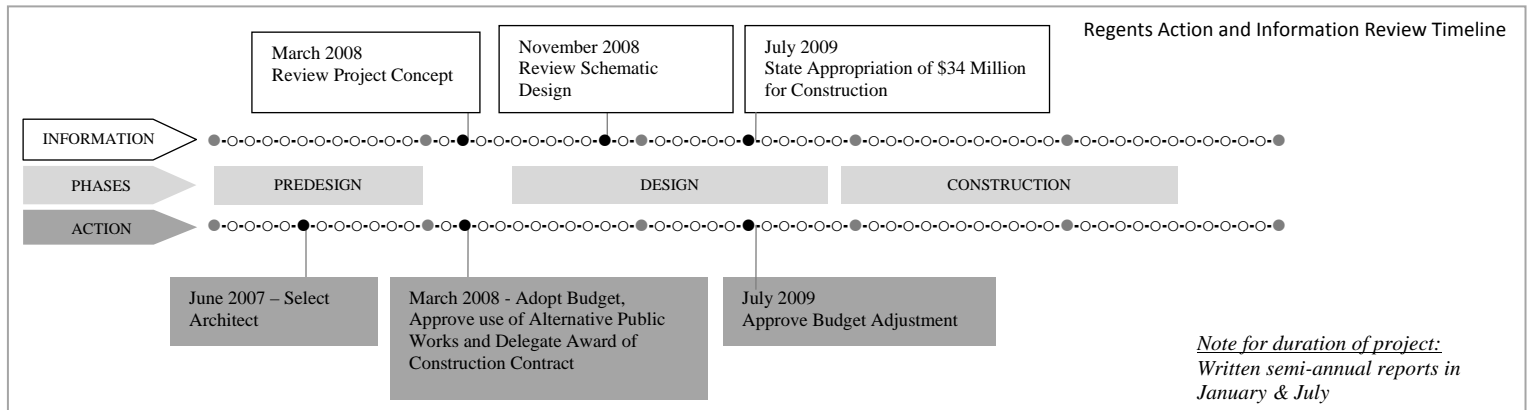 Regents Action and Information Review Timeline
March 2008
Review Project Concept
November 2008
Review Schematic
Design
July 2009
State Appropriation of $34 Million
for Construction
INFORMATION
PHASES
PREDESIGN
DESIGN
CONSTRUCTION
ACTION
June 2007 – Select
Architect
March 2008 - Adopt Budget,
Approve use of Alternative Public
Works and Delegate Award of
Construction Contract
July 2009
Approve Budget Adjustment
Note for duration of project:
Written semi-annual reports in
January & July